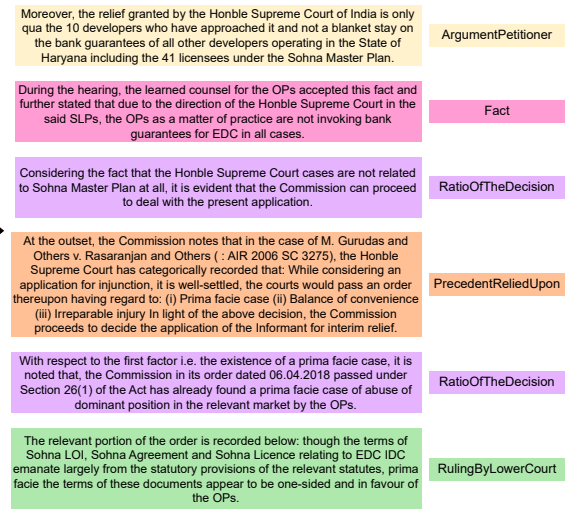 Moreover, the relief granted by the Honble Supreme Court of India is only
qua the 10 developers who have approached it and not a blanket stay on
the bank guarantees of all other developers operating in the State of
Haryana including the 41 licensees under the Sohna Master Plan.
ArgumentPetitioner
During the hearing, the learned counsel for the OPs accepted this fact and
further stated that due to the direction of the Honble Supreme Court in the
said SLPs, the OPs as a matter of practice are not invoking bank
guarantees for EDC in all cases.
Fact
Considering the fact that the Honble Supreme Court cases are not related
to Sohna Master Plan at all, it is evident that the Commission can proceed
to deal with the present application.
RatioOfTheDecision
At the outset, the Commission notes that in the case of M. Gurudas and
Others v. Rasaranjan and Others ( : AIR 2006 SC 3275), the Honble
Supreme Court has categorically recorded that: While considering an
application for injunction, it is well-settled, the courts would pass an order
thereupon having regard to: (i) Prima facie case (ii) Balance of convenience
(iii) Irreparable injury In light of the above decision, the Commission
proceeds to decide the application of the Informant for interim relief.
PrecedentReliedUpon
With respect to the first factor i.e. the existence of a prima facie case, it is
noted that, the Commission in its order dated 06.04.2018 passed under
Section 26(1) of the Act has already found a prima facie case of abuse of
dominant position in the relevant market by the OPs.
RatioOfTheDecision
The relevant portion of the order is recorded below: though the terms of
Sohna LOI, Sohna Agreement and Sohna Licence relating to EDC IDC
emanate largely from the statutory provisions of the relevant statutes, prima
facie the terms of these documents appear to be one-sided and in favour of
the OPs.
RulingByLowerCourt